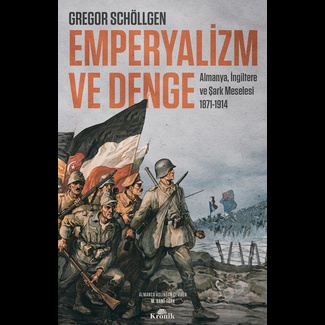 GREGOR SCHÖLLGEN
EMPERYALİZM
VE DENGE
Almanya, İngiltere
ve Şark Meselesi
1871-1914
Kronik